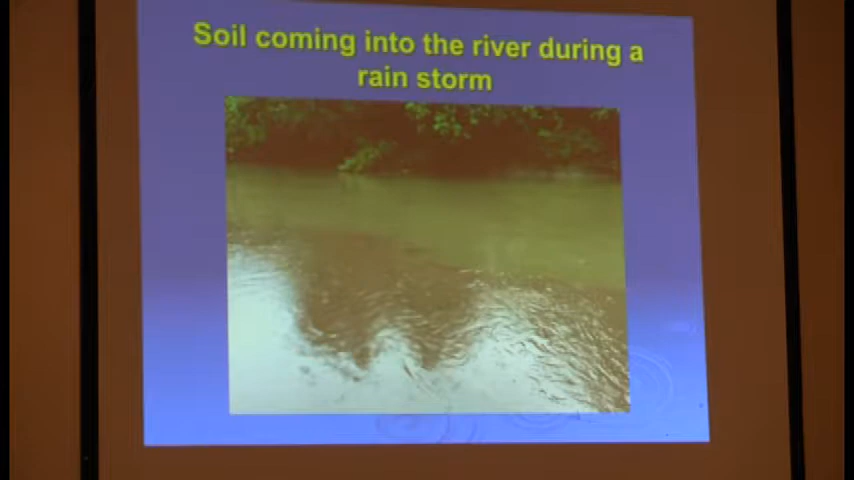 Soil coming into the river during a
rain storm